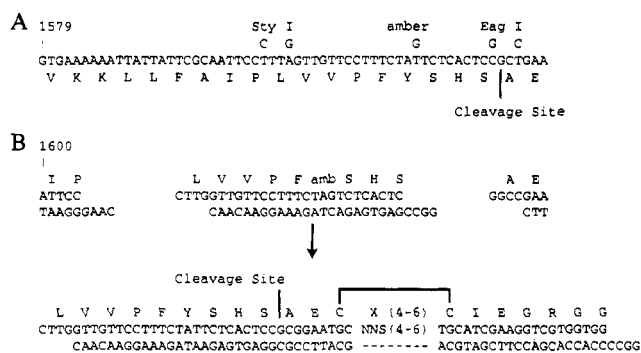 A 1579
Sty I amber Eag I
C G G G C
GTGAAAAAATTATTATTCGCAATTCCTTTAGTTGTTCCTTTCTATTCTCACTCCGCTGAA
V K K L L F A I P L V V P F Y S H S A E
Cleavage Site
B 1600
I P L V V P F amb S H S A E
ATTCC CTTGGTTGTTCCTTTCTAGTCTCACTC GGCCGAA
TAAGGGAAC CAACAAGGAAAGATCAGAGTGAGCCGG CTT
Cleavage Site
L V V P F Y S H S A E C X (4-6) C I E G R G G
CTTGGTTGTTCCTTTCTATTCTCACTCCGCGGAATGC NNS(4-6) TGCATCGAAGGTCGTGGTGG
CAACAAGGAAAGATAAGAGTGAGGCGCCTTACG --------- ACGTAGCTTCCAGCACCACCCCGG